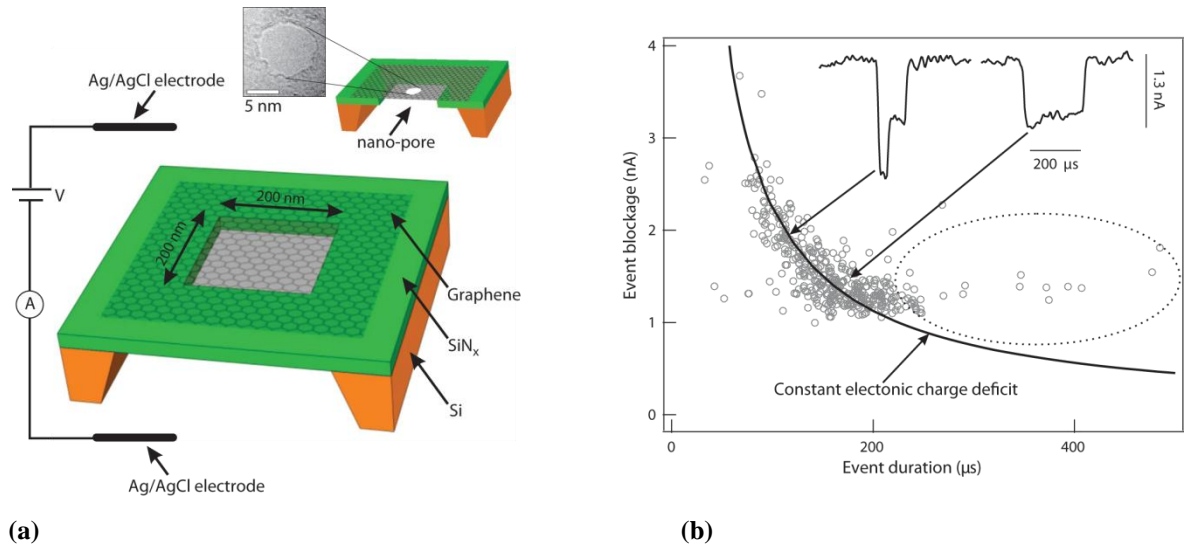 Ag/AgCl electrode
5 nm
nano-pore
V
200 nm
200 nm
A
Graphene
SiNx
Si
Ag/AgCl electrode
(a)
Event blockage (nA)
4
3
2
1
0
1.3 nA
200 µs
Constant electonic charge deficit
0
200
400
Event duration (µs)
(b)